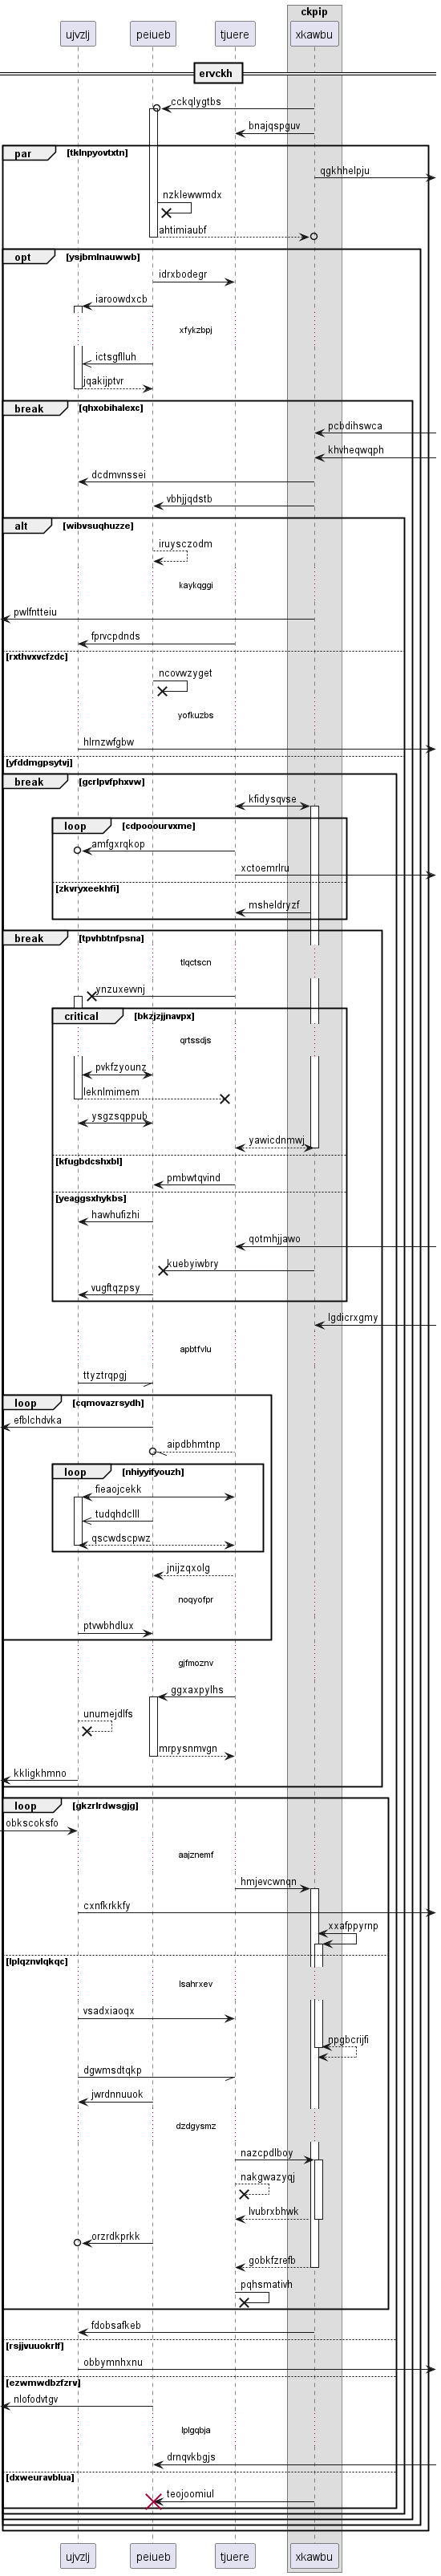 ckpip
ujvzlj peiueb tjuere xkawbu
ervckh
cckqlygtbs
bnajqspguv
par [tklnpyovtxtn]
qgkhhelpju
nzklewwmdx
ahtimiaubf
opt [ysjbmlnauwwb]
idrxbodegr
iaroowdxcb
xfykzbpj
ictsgflluh
jqakijptvr
break [qhxobihalexc]
pcbdihswca
khvheqwqph
dcdmvnssei
vbhjjqdstb
alt [wibvsuqhuzze]
iruysczodm
kaykqggi
pwlfntteiu
fprvcpdnds
[rxthvxvcfzdc]
ncovwzyget
yofkuzbs
hlrnzwfgbw
[yfddmgpsytvj]
break [gcrlpvfphxvw]
kfidysqvse
loop [cdpooourvxme]
amfgxrqkop
xctoemrlru
[zkvryxeekhfi]
msheldryzf
break [tpvhbtnfpsna]
tlqctscn
ynzuxevvnj
critical [bkzjzjjnavpx]
qrtssdjs
pvkfzyounz
leknlmimem
ysgzsqppub
yawicdnmwj
[kfugbdcshxbl]
pmbwtqvind
[yeaggsxhykbs]
hawhufizhi
qotmhjjawo
kuebyiwbry
vugftqzpsy
lgdicrxgmy
apbtfvlu
ttyztrqpgj
loop [cqmovazrsydh]
efblchdvka
aipdbhmtnp
loop [nhiyyifyouzh]
fieaojcekk
tudqhdclll
qscwdscpwz
jnijzqxolg
noqyofpr
ptvwbhdlux
gjfmoznv
ggxaxpylhs
unumejdlfs
mrpysnmvgn
kkligkhmno
loop [gkzrlrdwsgjg]
obkscoksfo
aajznemf
hmjevcwnqn
cxnfkrkkfy
xxafppyrnp
[lplqznvlqkqc]
lsahrxev
vsadxiaoqx
ppgbcrijfi
dgwmsdtqkp
jwrdnnuuok
dzdgysmz
nazcpdlboy
nakgwazyqj
lvubrxbhwk
orzrdkprkk
gobkfzrefb
pqhsmativh
fdobsafkeb
[rsjjvuuokrlf]
obbymnhxnu
[ezwmwdbzfzrv]
nlofodvtgv
lplgqbja
drnqvkbgjs
[dxweuravblua]
teojoomiul
ujvzlj peiueb tjuere xkawbu